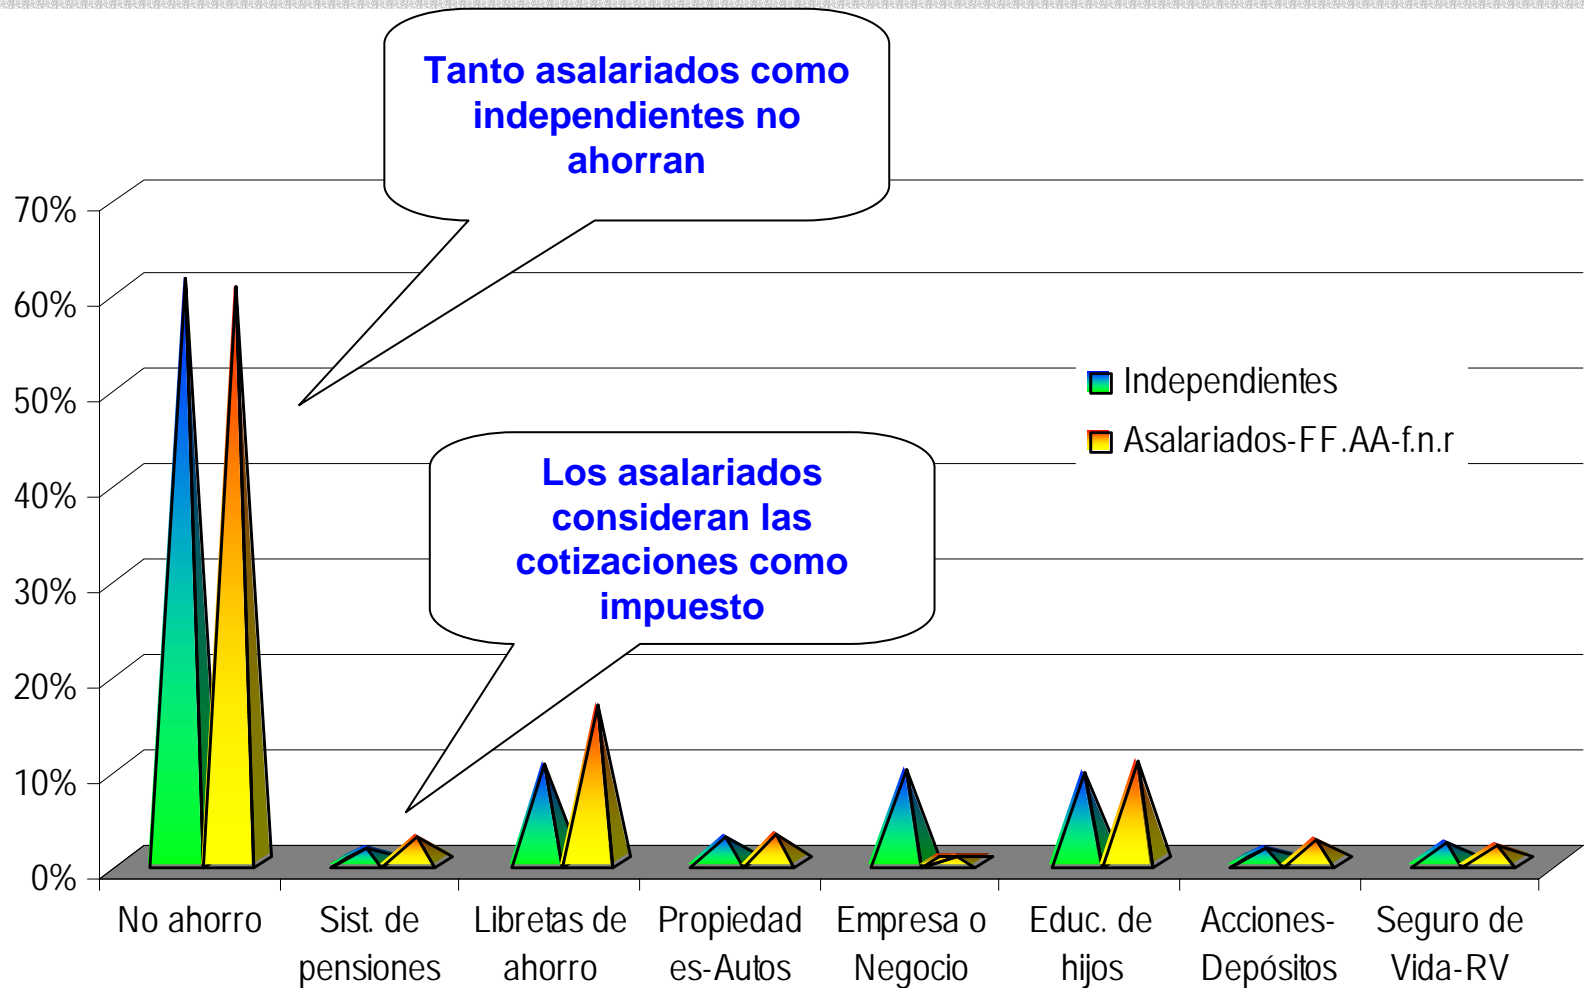 Tanto asalariados como
independientes no
ahorran
70%
60%
50%
40%
30%
20%
10%
0%
Independientes
Asalariados-FF.AA-f.n.r
Los asalariados
consideran las
cotizaciones como
impuesto
No ahorro
Sist. de
pensiones
Libretas de
ahorro
Propiedad
es-Autos
Empresa o
Negocio
Educ. de
hijos
Acciones-
Depósitos
Seguro de
Vida-RV